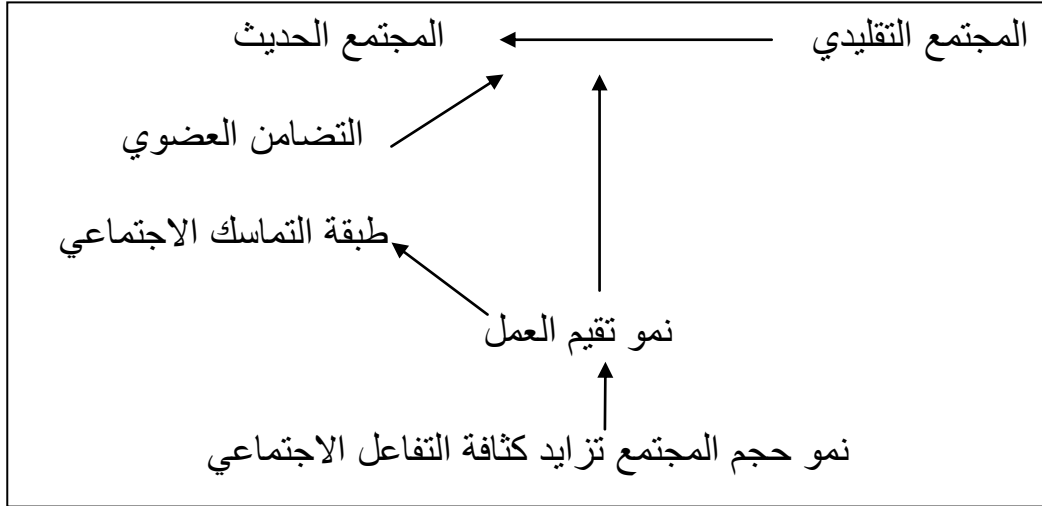 المجتمع التقليدي المجتمع الحديث
التضامن العضوي
طبقة التماسك الاجتماعي
نمو تقيم العمل
نمو حجم المجتمع تزايد كثافة التفاعل الاجتماعي